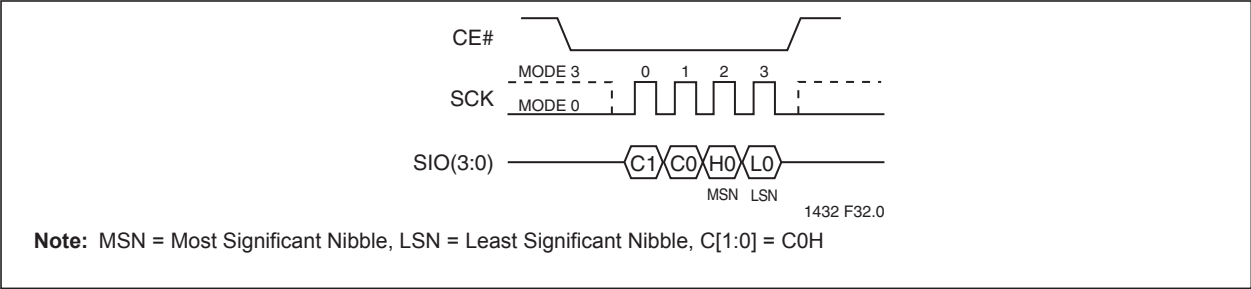 CE#
MODE 3 0 1 2 3
SCK
MODE 0
SIO(3:0) C1 C0 H0 L0
MSN LSN
1432 F32.0
Note: MSN = Most Significant Nibble, LSN = Least Significant Nibble, C[1:0] = C0H